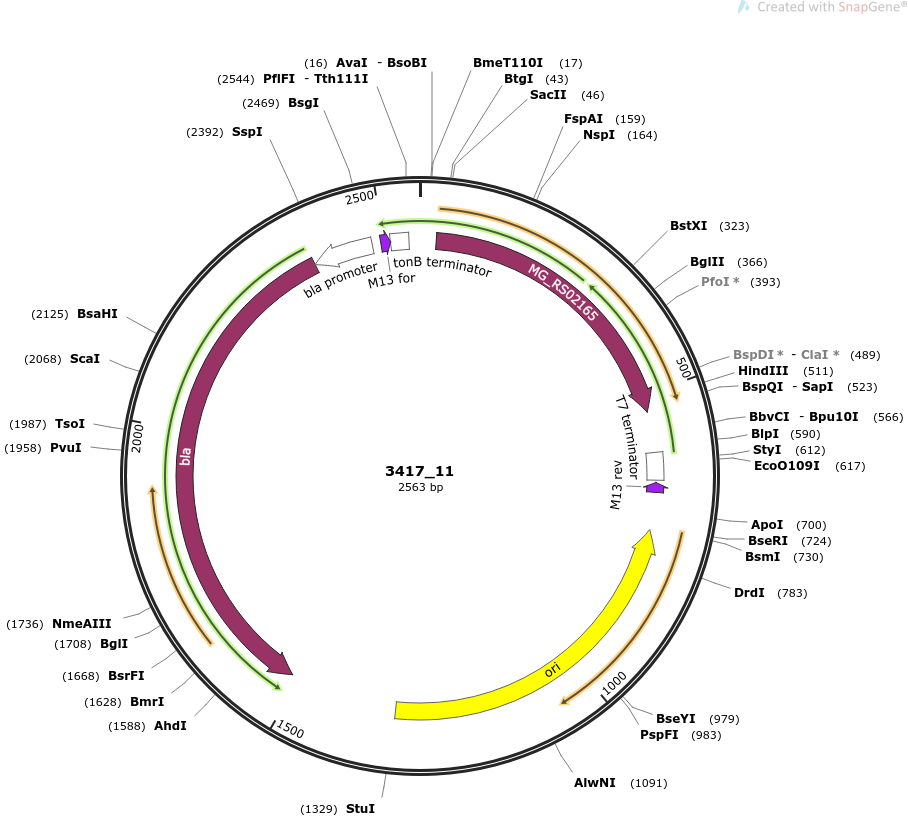 Created with SnapGene®
(16) AvaI - BsoBI
(2544) PflFI - Tth111I
(2469) BsgI
(2392) SspI
BmeT110I (17)
BtgI (43)
SacII (46)
FspAI (159)
NspI (164)
BstXI (323)
BglII (366)
PfoI * (393)
BspDI * - ClaI * (489)
HindIII (511)
BspQI - SapI (523)
BbvCI - Bpu10I (566)
BlpI (590)
StyI (612)
EcoO109I (617)
ApoI (700)
BseRI (724)
BsmI (730)
DrdI (783)
BseYI (979)
PspFI (983)
AlwNI (1091)
(1329) StuI
(1588) AhdI
(1628) BmrI
(1668) BsrFI
(1708) BglI
(1736) NmeAIII
(1958) PvuI
(1987) TsoI
(2068) ScaI
(2125) BsaHI
2500
500
1000
1500
2000
bla promoter
M13 for
tonB terminator
MG_RS02165
T7 terminator
M13 rev
ori
bla
3417_11
2563 bp